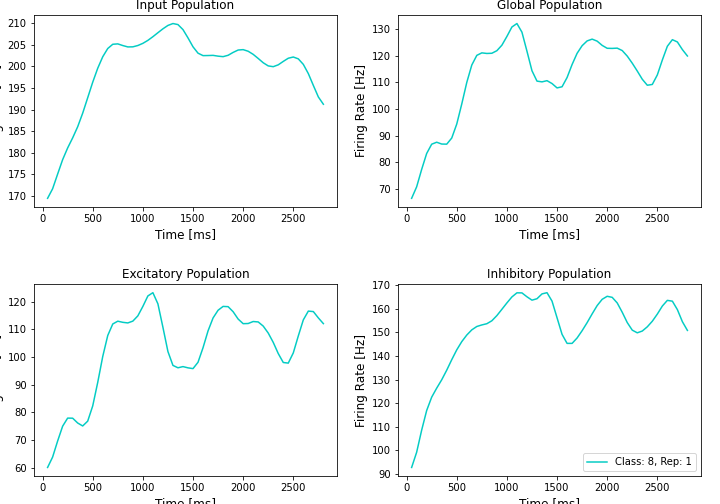 Input Population
210
205
200
195
190
185
180
175
170
0 500 1000 1500 2000 2500
Time [ms]
Global Population
Firing Rate [Hz]
130
120
110
100
90
80
70
0 500 1000 1500 2000 2500
Time [ms]
Excitatory Population
120
110
100
90
80
70
60
0 500 1000 1500 2000 2500
Time [ms]
Inhibitory Population
Firing Rate [Hz]
170
160
150
140
130
120
110
100
90
Class: 8, Rep: 1
0 500 1000 1500 2000 2500
Time [ms]